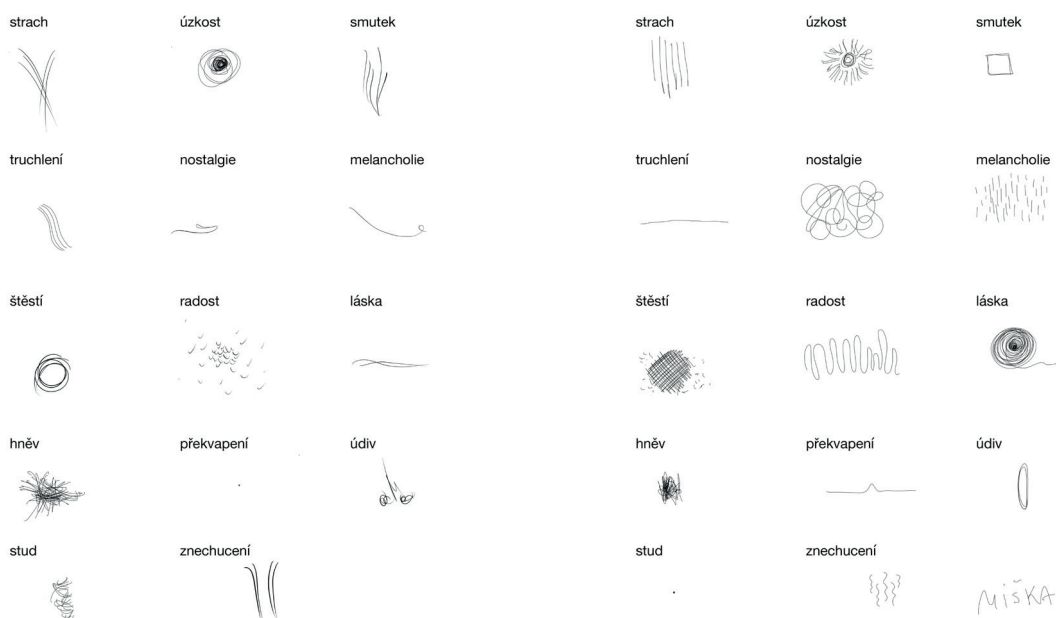 strach úzkost smutek
truchlení nostalgie melancholie
štěstí radost láska
hněv překvapení údiv
stud znechucení
strach úzkost smutek
truchlení nostalgie melancholie
štěstí radost láska
hněv překvapení údiv
stud znechucení
MIŠKA